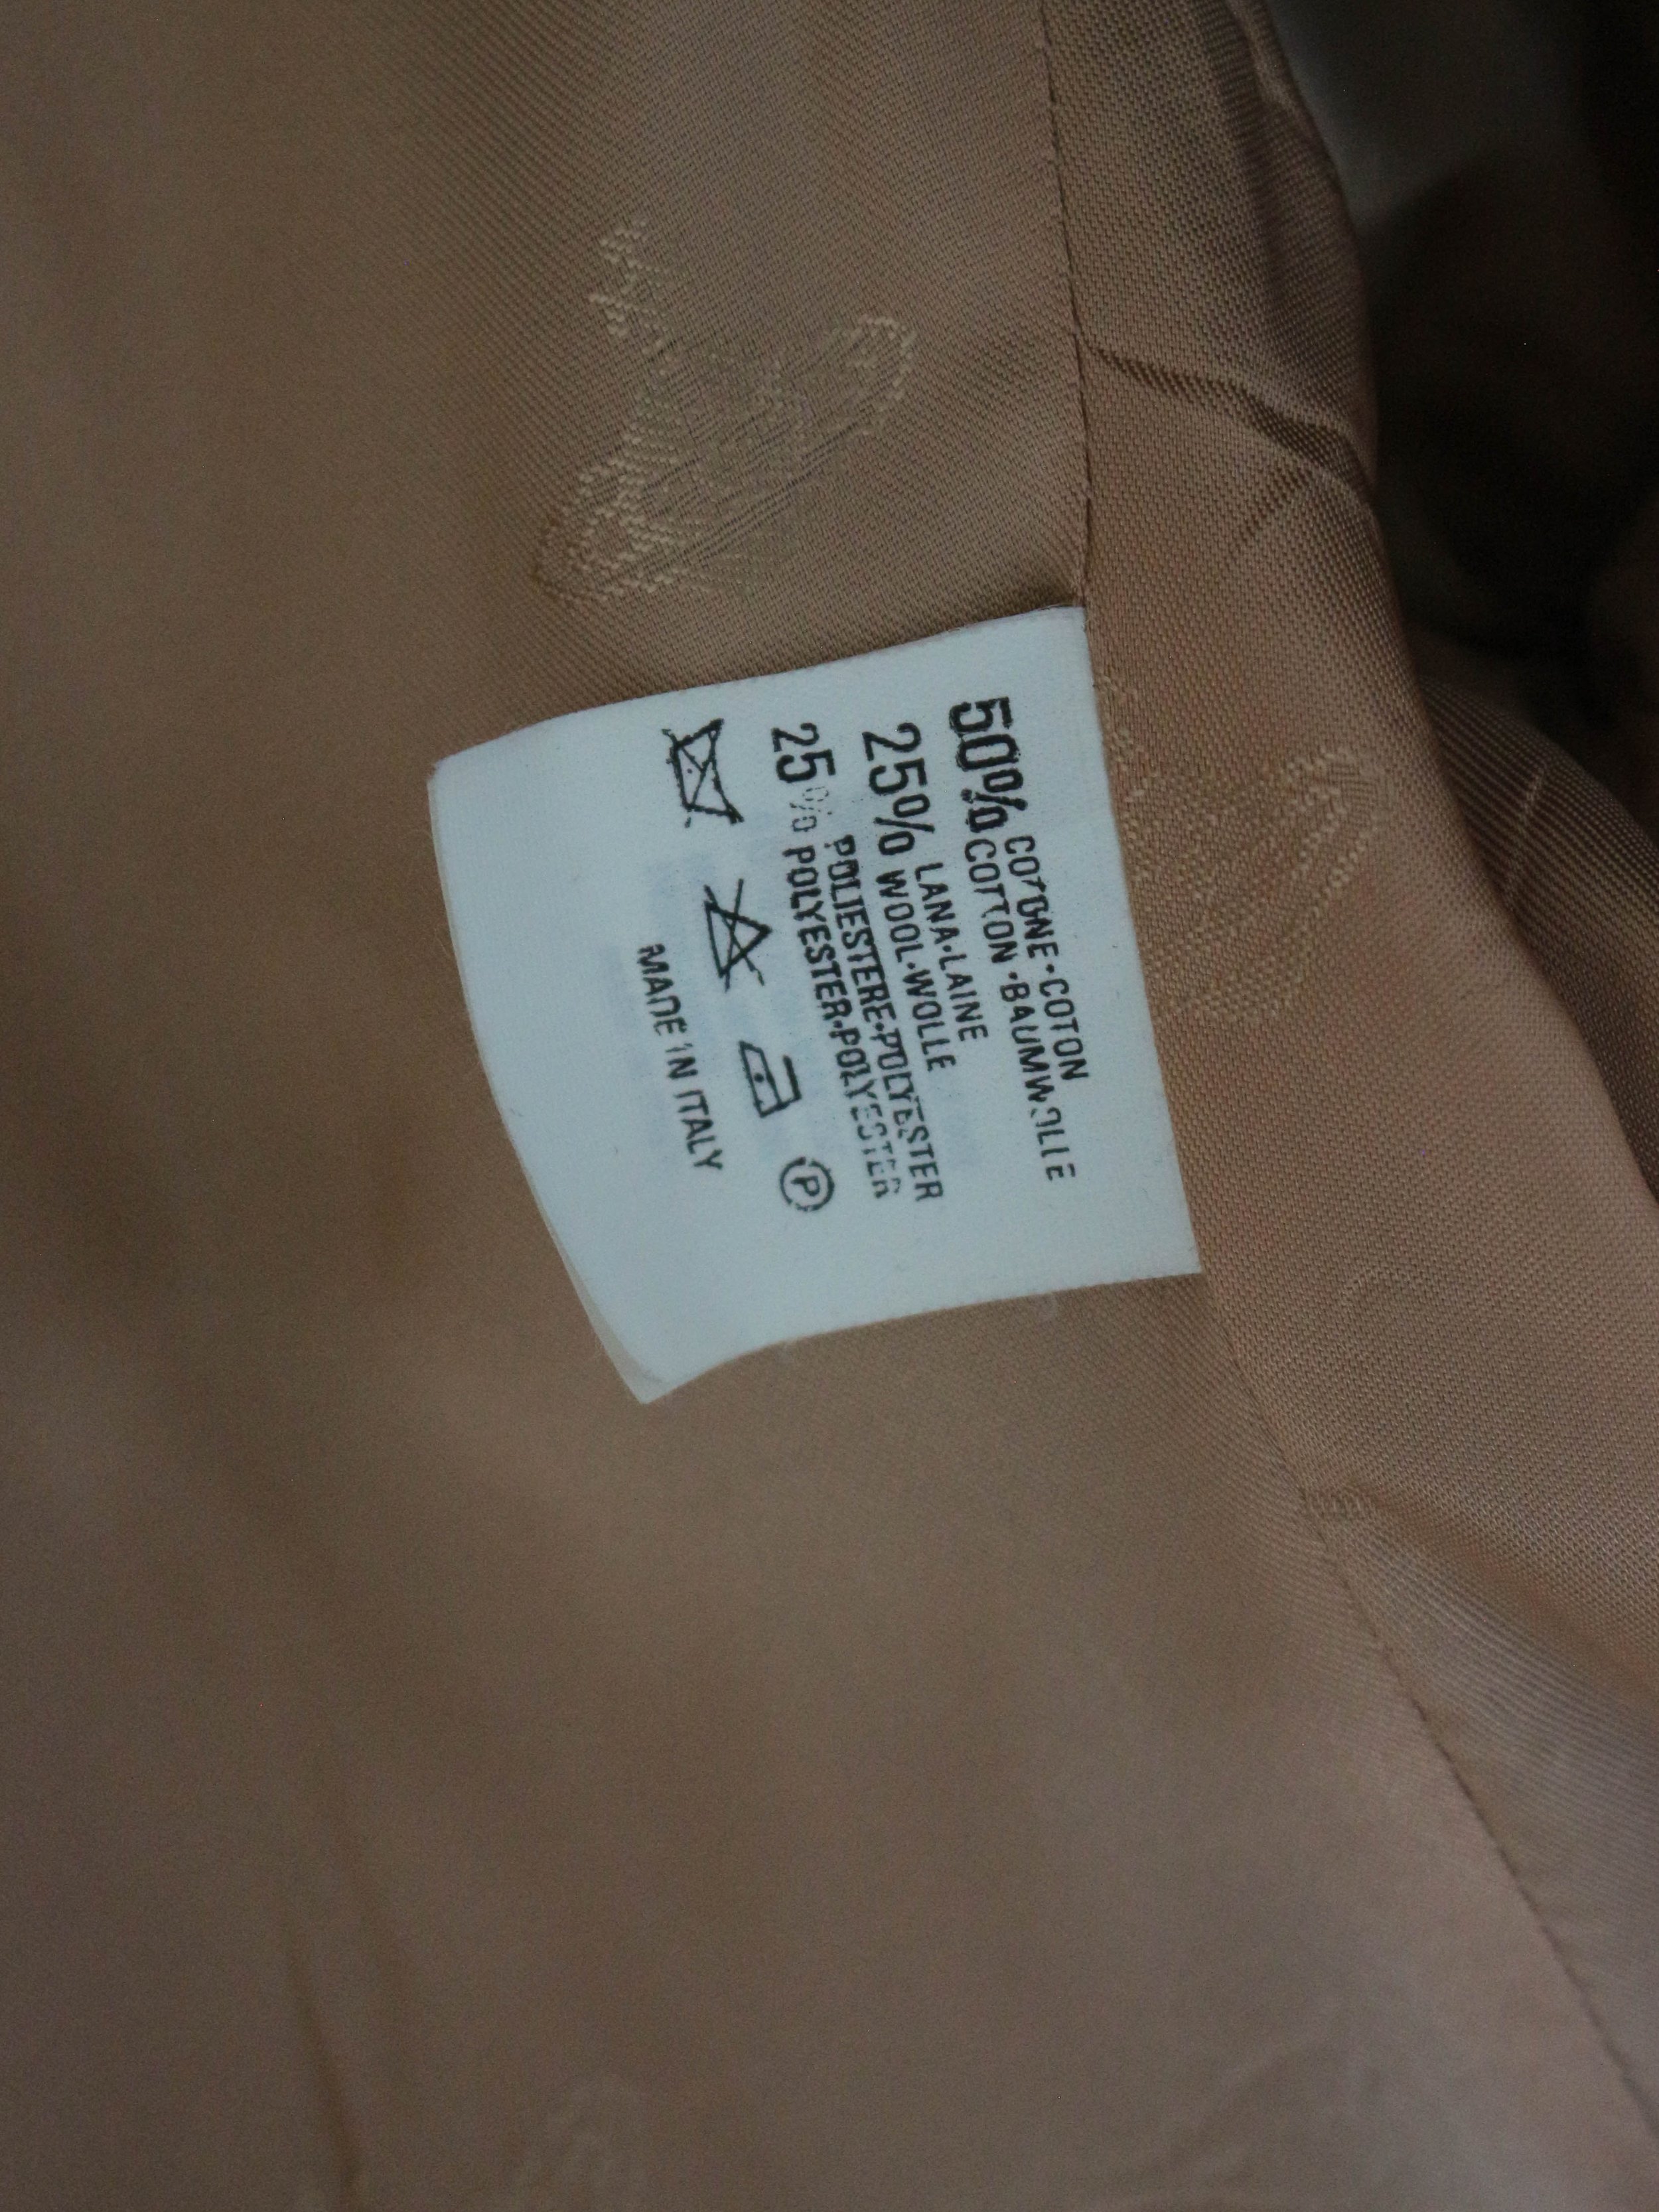 50% COTONE·COTON
COTTON·BAUMWOLLE
25% LANA·LAINE
WOOL·WOLLE
25% POLIESTERE·POLYESTER
POLYESTER·POLYESTER
P
MADE IN ITALY